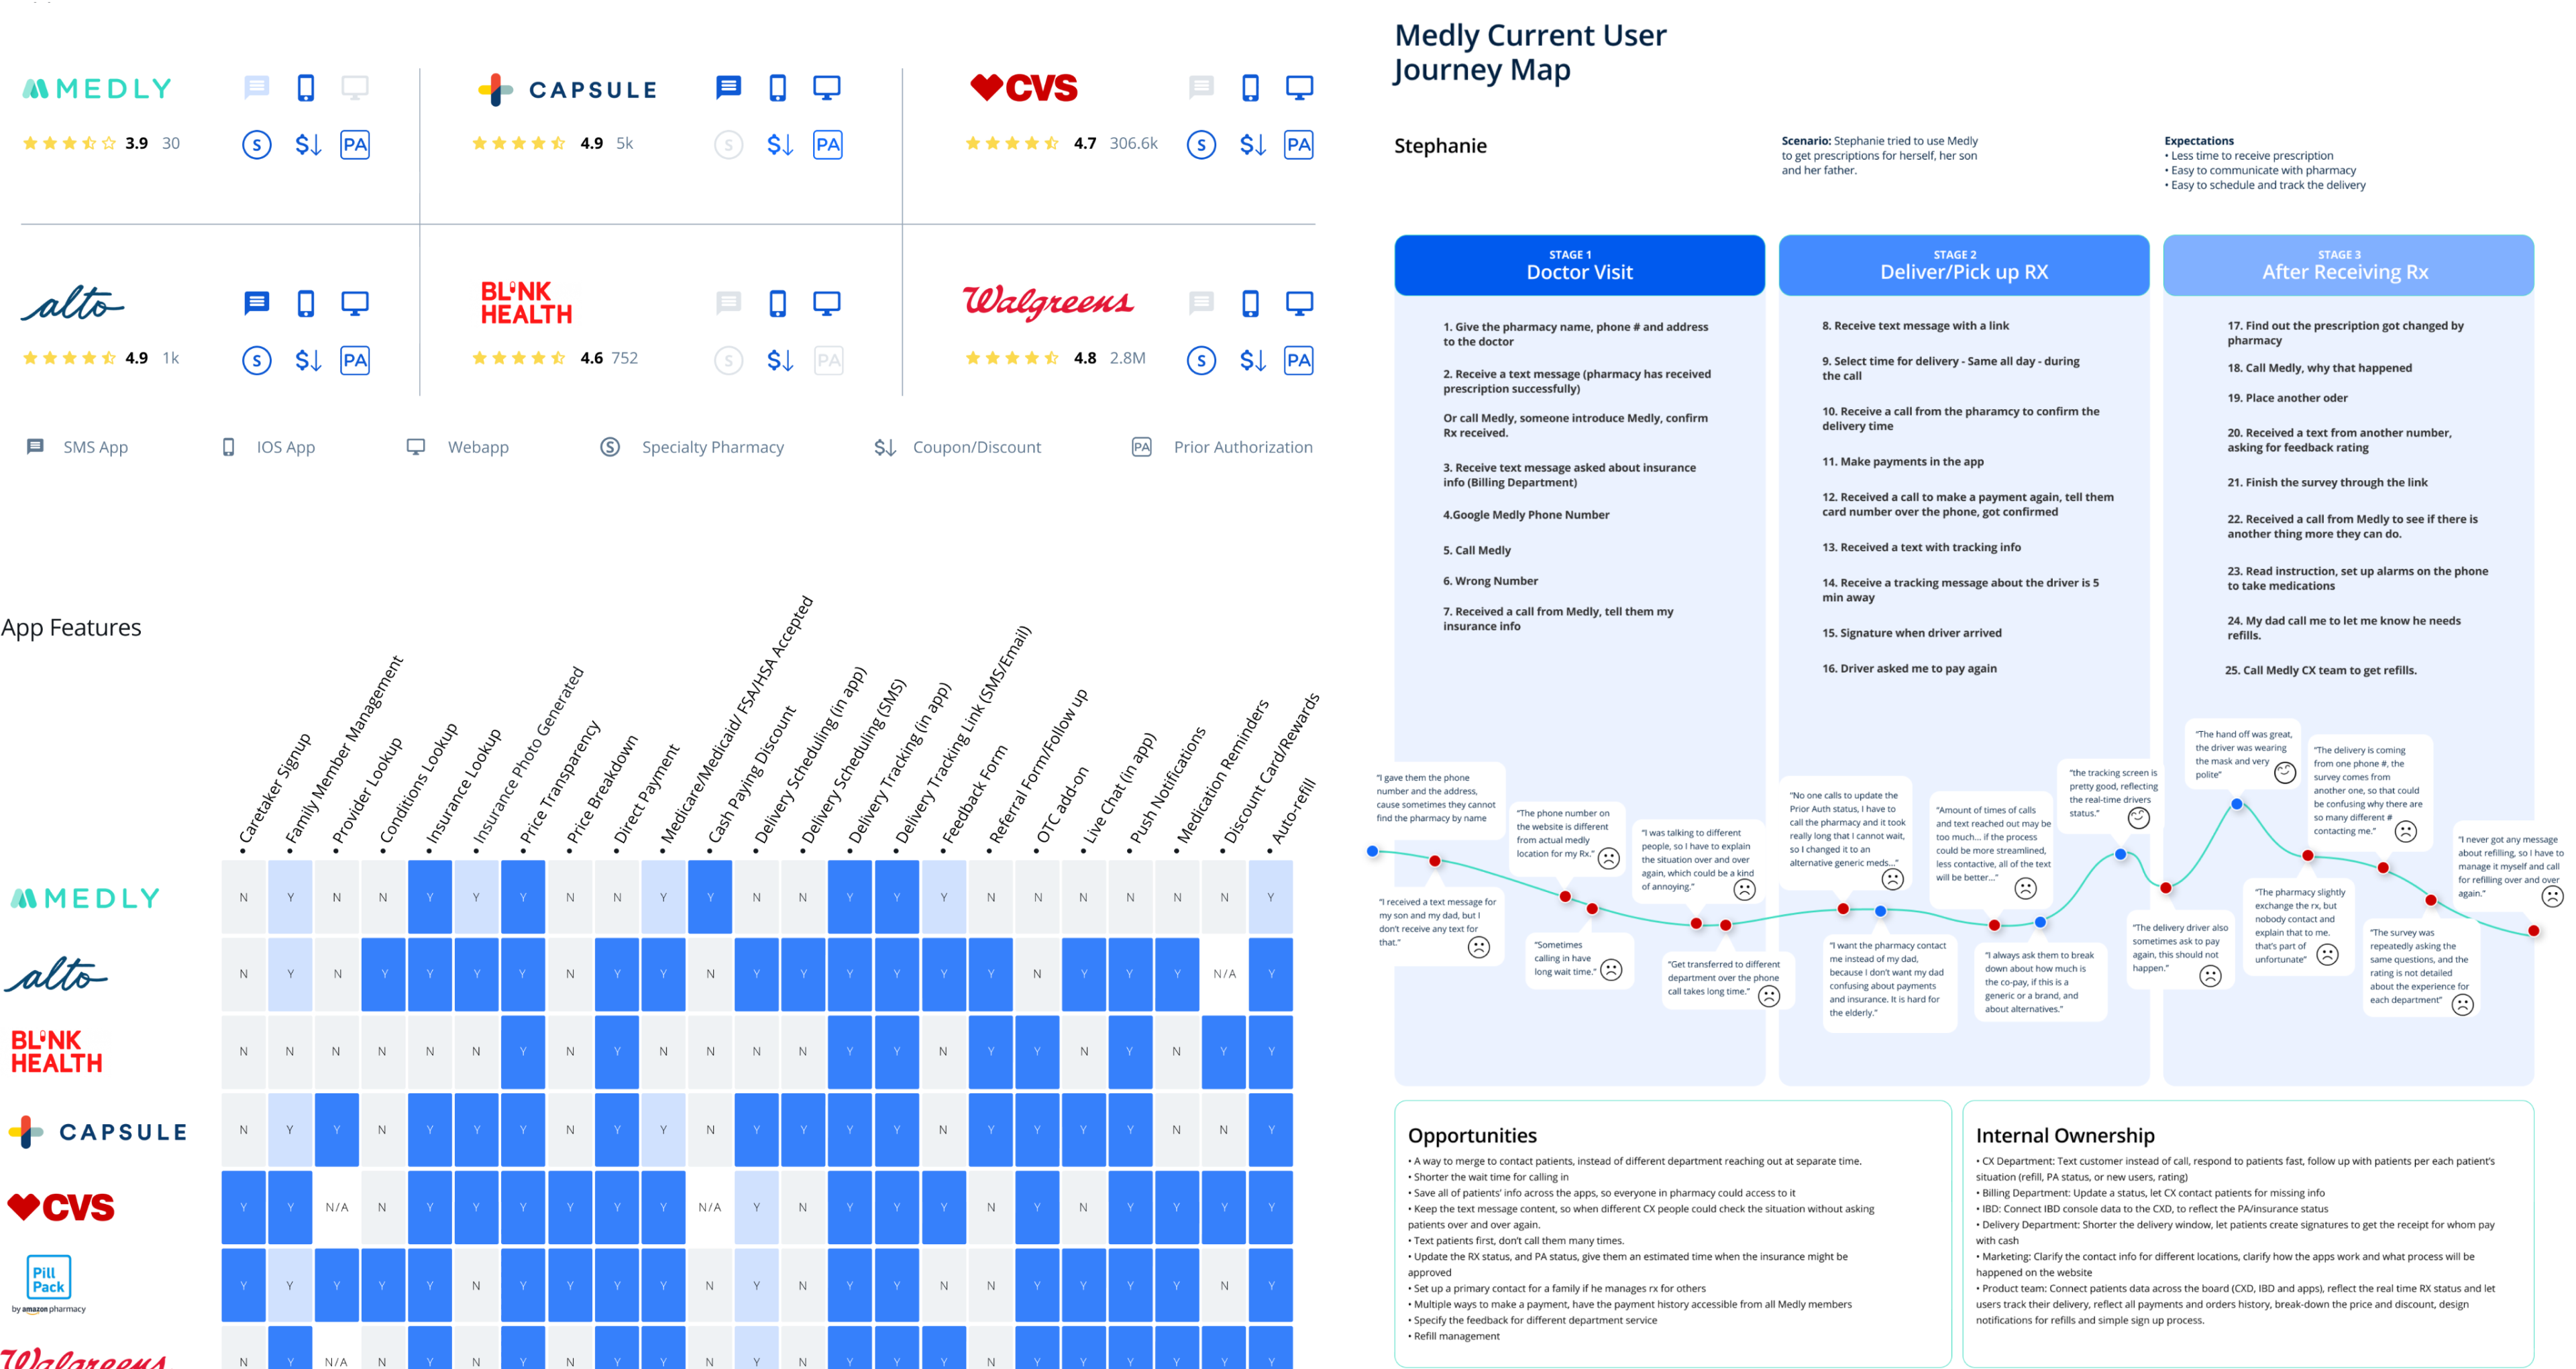 MEDLY
3.9 30
S $ PA
CAPSULE
4.9 5k
S $ PA
CVS
4.7 306.6k
S $ PA
alto
4.9 1k
S $ PA
BLINK
HEALTH
4.6 752
S $ PA
Walgreens
4.8 2.8M
S $ PA
SMS App
IOS App
Webapp
S Specialty Pharmacy
$ Coupon/Discount
PA Prior Authorization
App Features
• Caretaker Signup
• Family Member Management
• Provider Lookup
• Conditions Lookup
• Insurance Lookup
• Insurance Photo Generated
• Price Transparency
• Price Breakdown
• Direct Payment
• Medicare/Medicaid/ FSA/HSA Accepted
• Cash Paying Discount
• Delivery Scheduling (in app)
• Delivery Scheduling (SMS)
• Delivery Tracking (in app)
• Delivery Tracking Link (SMS/Email)
• Feedback Form
• Referral Form/Follow up
• OTC add-on
• Live Chat (in app)
• Push Notifications
• Medication Reminders
• Discount Card/Rewards
• Auto-refill
MEDLY N Y N N Y Y Y N N Y Y N N Y Y Y N N N N N N Y
alto N Y N Y Y Y Y N Y Y N Y Y Y Y Y Y N Y Y Y N/A Y
BLINK HEALTH N N N N N N Y N Y N N N N Y Y N Y Y N Y N Y Y
CAPSULE N Y Y N Y Y Y N Y Y N Y Y Y Y N Y Y Y Y N N Y
CVS Y Y N/A N Y Y Y Y Y Y N/A Y N Y Y Y N Y N Y Y Y Y
Pill Pack by amazon pharmacy Y Y Y Y Y N Y Y Y Y N Y N Y Y N N Y Y Y Y N Y
Walgreens N Y N/A N Y N Y N Y Y N Y N Y Y Y N Y Y Y Y Y Y
Medly Current User
Journey Map
Stephanie
Scenario: Stephanie tried to use Medly
to get prescriptions for herself, her son
and her father.
Expectations
• Less time to receive prescription
• Easy to communicate with pharmacy
• Easy to schedule and track the delivery
STAGE 1
Doctor Visit
1. Give the pharmacy name, phone # and address
to the doctor
2. Receive a text message (pharmacy has received
prescription successfully)
Or call Medly, someone introduce Medly, confirm
Rx received.
3. Receive text message asked about insurance
info (Billing Department)
4.Google Medly Phone Number
5. Call Medly
6. Wrong Number
7. Received a call from Medly, tell them my
insurance info
STAGE 2
Deliver/Pick up RX
8. Receive text message with a link
9. Select time for delivery - Same all day - during
the call
10. Receive a call from the pharamcy to confirm the
delivery time
11. Make payments in the app
12. Received a call to make a payment again, tell them
card number over the phone, got confirmed
13. Received a text with tracking info
14. Receive a tracking message about the driver is 5
min away
15. Signature when driver arrived
16. Driver asked me to pay again
STAGE 3
After Receiving Rx
17. Find out the prescription got changed by
pharmacy
18. Call Medly, why that happened
19. Place another oder
20. Received a text from another number,
asking for feedback rating
21. Finish the survey through the link
22. Received a call from Medly to see if there is
another thing more they can do.
23. Read instruction, set up alarms on the phone
to take medications
24. My dad call me to let me know he needs
refills.
25. Call Medly CX team to get refills.
"I gave them the phone
number and the address,
cause sometimes they cannot
find the pharmacy by name
"I received a text message for
my son and my dad, but I
don't receive any text for
that."
"The phone number on
the website is different
from actual medly
location for my Rx."
"Sometimes
calling in have
long wait time."
"I was talking to different
people, so I have to explain
the situation over and over
again, which could be a kind
of annoying."
"Get transferred to different
department over the phone
call takes long time."
"No one calls to update the
Prior Auth status, I have to
call the pharmacy and it took
really long that I cannot wait,
so I changed it to an
alternative generic meds..."
"I want the pharmacy contact
me instead of my dad,
because I don't want my dad
confusing about payments
and insurance. It is hard for
the elderly."
"Amount of times of calls
and text reached out may be
too much... if the process
could be more streamlined,
less contactive, all of the text
will be better..."
"I always ask them to break
down about how much is
the co-pay, if this is a
generic or a brand, and
about alternatives."
"the tracking screen is
pretty good, reflecting
the real-time drivers
status."
"The delivery driver also
sometimes ask to pay
again, this should not
happen."
"The hand off was great,
the driver was wearing
the mask and very
polite"
"The pharmacy slightly
exchange the rx, but
nobody contact and
explain that to me.
that's part of
unfortunate"
"The delivery is coming
from one phone #, the
survey comes from
another one, so that could
be confusing why there are
so many different #
contacting me."
"The survey was
repeatedly asking the
same questions, and the
rating is not detailed
about the experience for
each department"
"I never got any message
about refilling, so I have to
manage it myself and call
for refilling over and over
again."
Opportunities
• A way to merge to contact patients, instead of different department reaching out at separate time.
• Shorter the wait time for calling in
• Save all of patients' info across the apps, so everyone in pharmacy could access to it
• Keep the text message content, so when different CX people could check the situation without asking
patients over and over again.
• Text patients first, don't call them many times.
• Update the RX status, and PA status, give them an estimated time when the insurance might be
approved
• Set up a primary contact for a family if he manages rx for others
• Multiple ways to make a payment, have the payment history accessible from all Medly members
• Specify the feedback for different department service
• Refill management
Internal Ownership
• CX Department: Text customer instead of call, respond to patients fast, follow up with patients per each patient's
situation (refill, PA status, or new users, rating)
• Billing Department: Update a status, let CX contact patients for missing info
• IBD: Connect IBD console data to the CXD, to reflect the PA/insurance status
• Delivery Department: Shorter the delivery window, let patients create signatures to get the receipt for whom pay
with cash
• Marketing: Clarify the contact info for different locations, clarify how the apps work and what process will be
happened on the website
• Product team: Connect patients data across the board (CXD, IBD and apps), reflect the real time RX status and let
users track their delivery, reflect all payments and orders history, break-down the price and discount, design
notifications for refills and simple sign up process.